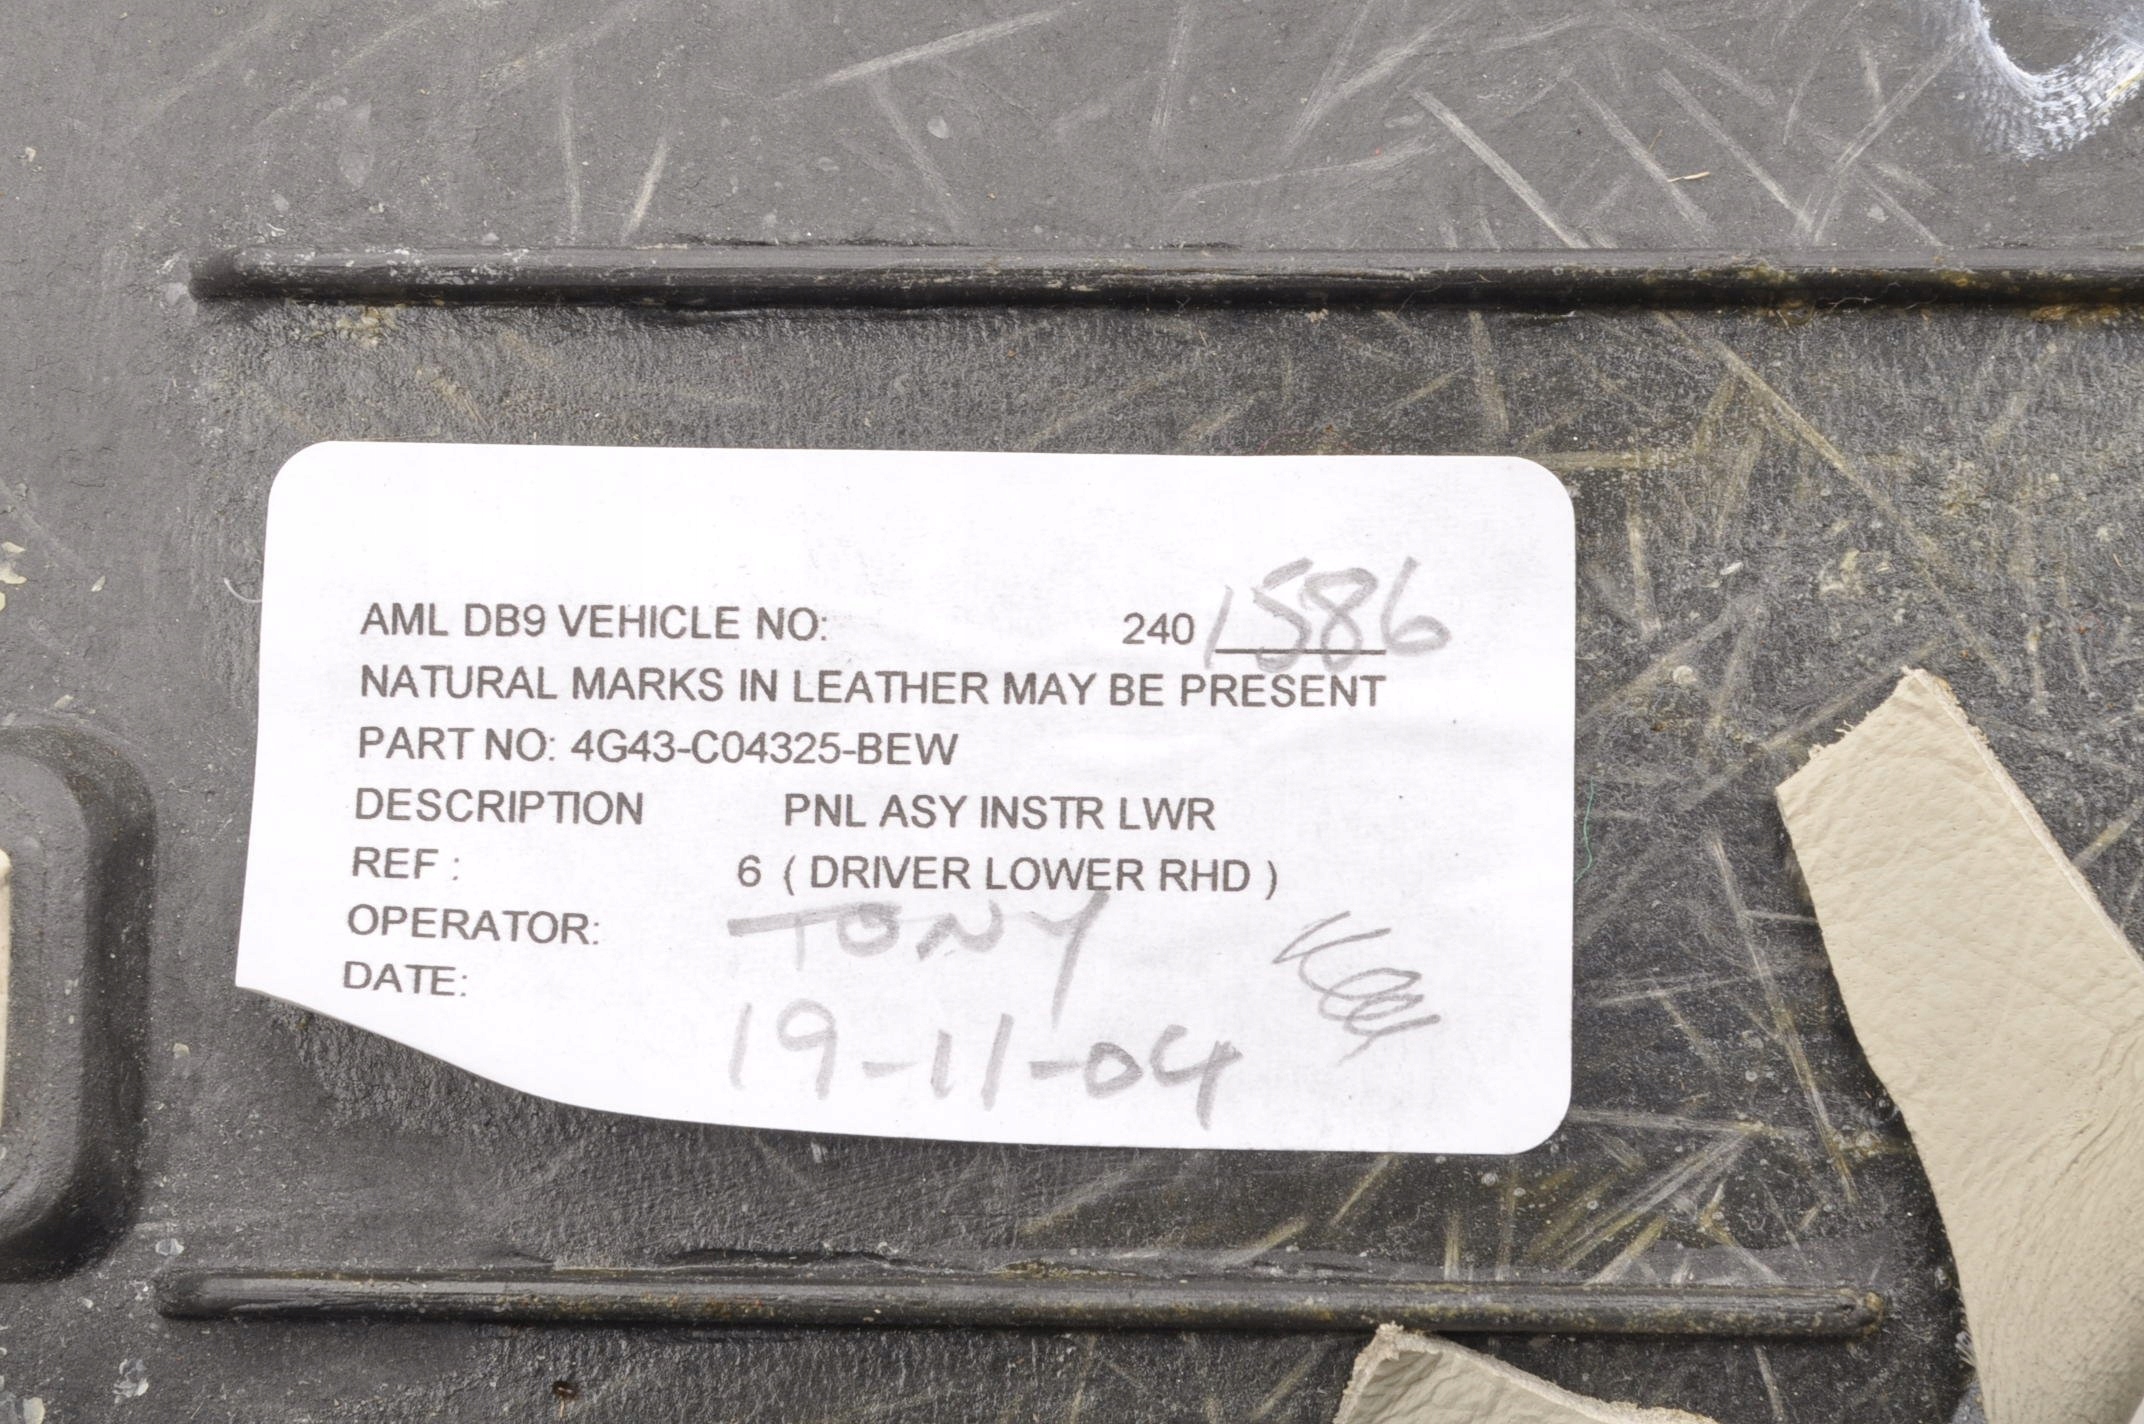 AML DB9 VEHICLE NO: 240 1586
NATURAL MARKS IN LEATHER MAY BE PRESENT
PART NO: 4G43-C04325-BEW
DESCRIPTION PNL ASY INSTR LWR
REF : 6 ( DRIVER LOWER RHD )
OPERATOR: TONY
DATE: 19-11-04